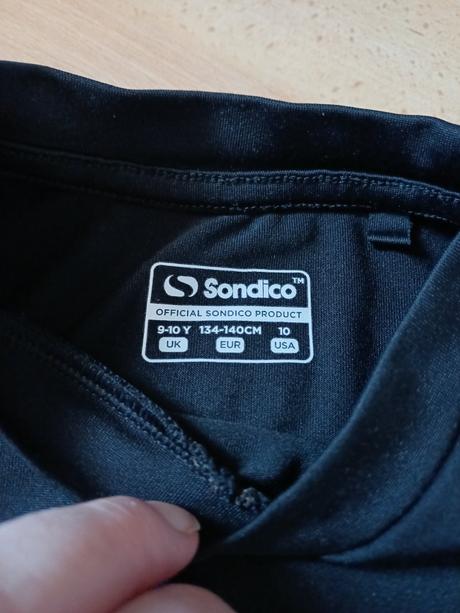 Sondico™
OFFICIAL SONDICO PRODUCT
9-10 Y 134-140CM 10
UK EUR USA